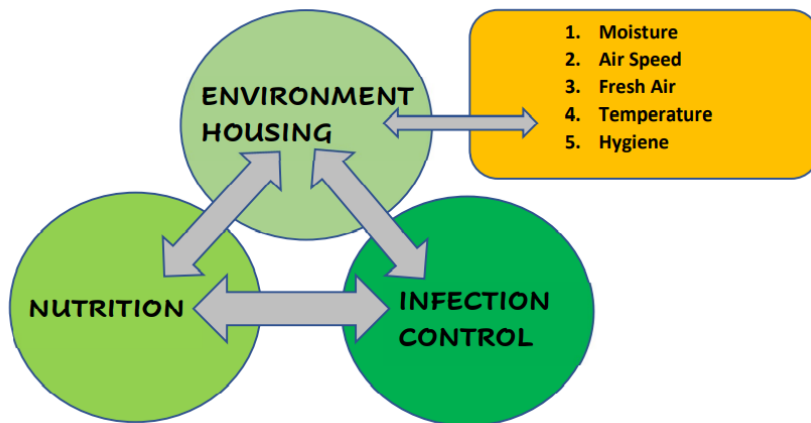 ENVIRONMENT
HOUSING
1. Moisture
2. Air Speed
3. Fresh Air
4. Temperature
5. Hygiene
NUTRITION
INFECTION
CONTROL